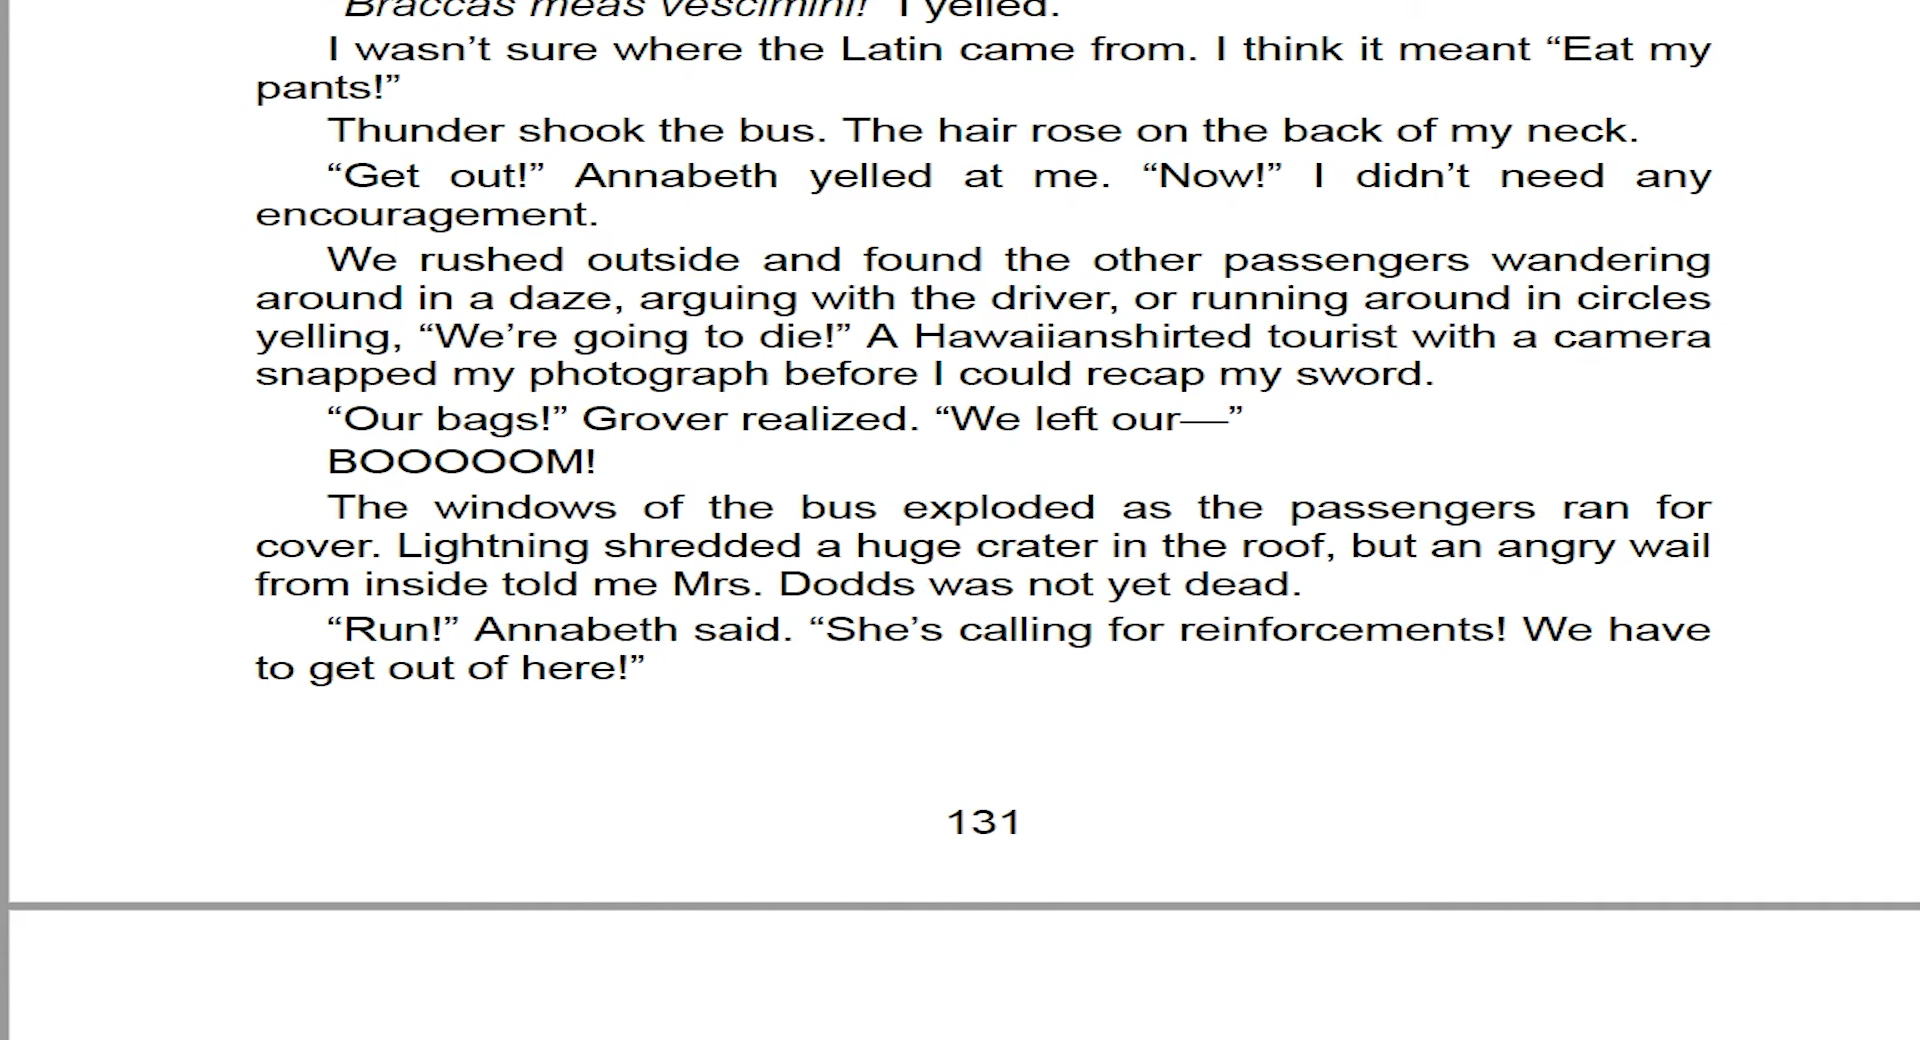 "Braccas meas vescimini!" I yelled.
I wasn’t sure where the Latin came from. I think it meant “Eat my
pants!”
Thunder shook the bus. The hair rose on the back of my neck.
“Get out!” Annabeth yelled at me. “Now!” I didn’t need any
encouragement.
We rushed outside and found the other passengers wandering
around in a daze, arguing with the driver, or running around in circles
yelling, “We’re going to die!” A Hawaiianshirted tourist with a camera
snapped my photograph before I could recap my sword.
“Our bags!” Grover realized. “We left our—”
BOOOOOM!
The windows of the bus exploded as the passengers ran for
cover. Lightning shredded a huge crater in the roof, but an angry wail
from inside told me Mrs. Dodds was not yet dead.
“Run!” Annabeth said. “She’s calling for reinforcements! We have
to get out of here!”
131